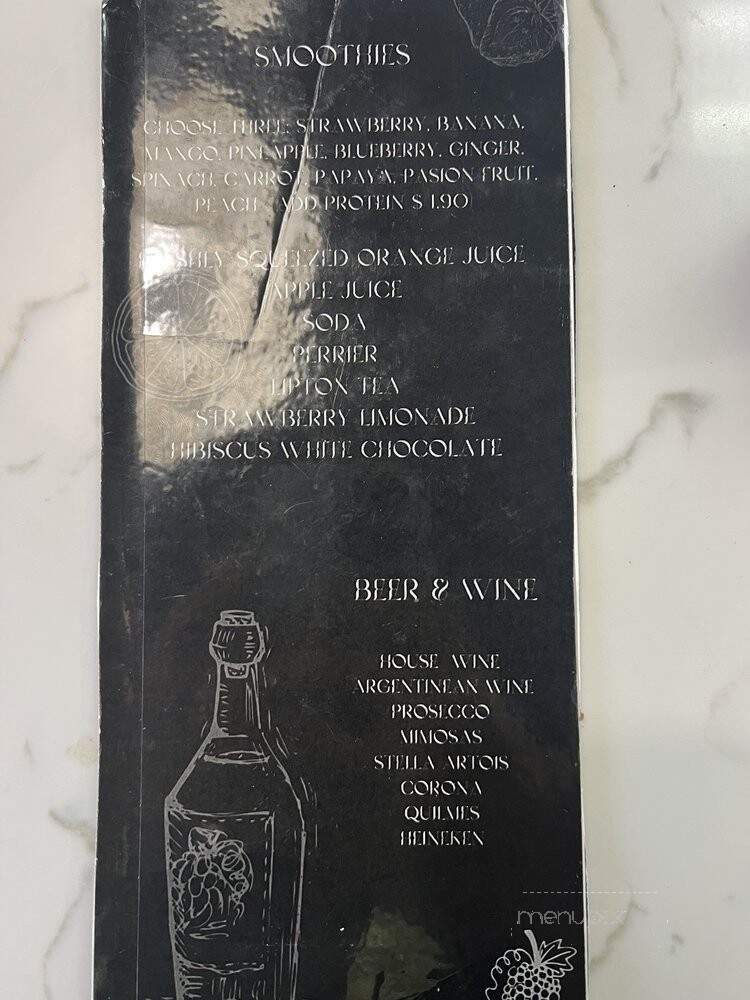 SMOOTHIES
CHOOSE THREE: STRAWBERRY, BANANA,
MANGO, PINEAPPLE, BLUEBERRY, GINGER,
SPINACH, CARROT, PAPAYA, PASION FRUIT,
PEACH ADD PROTEIN $ 1.90
SQUEEZED ORANGE JUICE
APPLE JUICE
SODA
PERRIER
LIPTON TEA
STRAWBERRY LIMONADE
HIBISCUS WHITE CHOCOLATE
BEER & WINE
HOUSE WINE
ARGENTINEAN WINE
PROSECCO
MIMOSAS
STELLA ARTOIS
CORONA
QUILMES
HEINEKEN